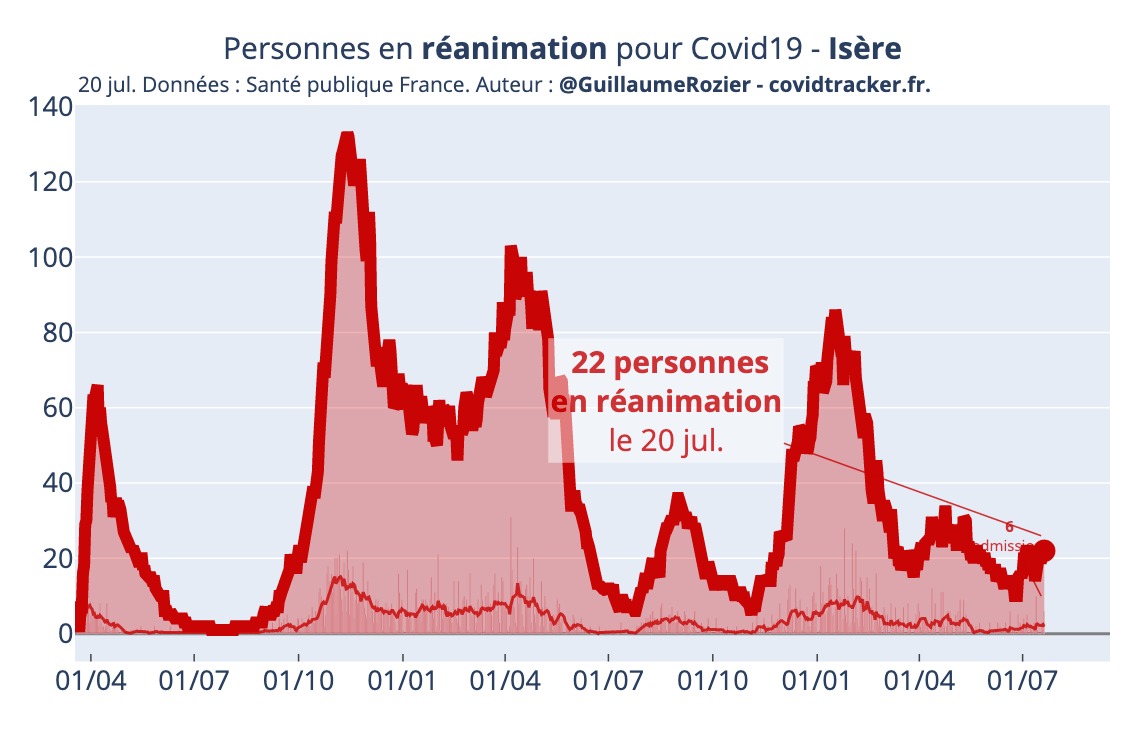 Personnes en réanimation pour Covid19 - Isère
20 jul. Données : Santé publique France. Auteur : @GuillaumeRozier - covidtracker.fr.
140
120
100
80
60
40
20
0
22 personnes
en réanimation
le 20 jul.
6
01/04 01/07 01/10 01/01 01/04 01/07 01/10 01/01 01/04 01/07